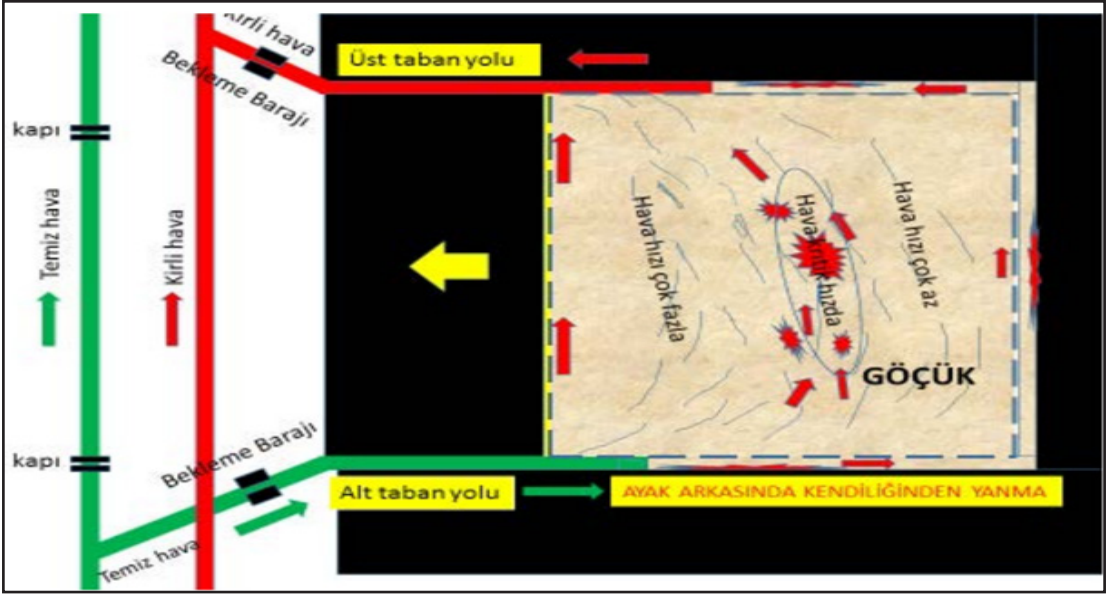 Kirli hava
Bekleme Barajı
Üst taban yolu
kapı
Temiz hava
Kirli hava
Hava hızı çok fazla
Hava kritik hızda
Hava hızı çok az
GÖÇÜK
kapı
Bekleme Barajı
Alt taban yolu
AYAK ARKASINDA KENDİLİĞİNDEN YANMA
Temiz hava